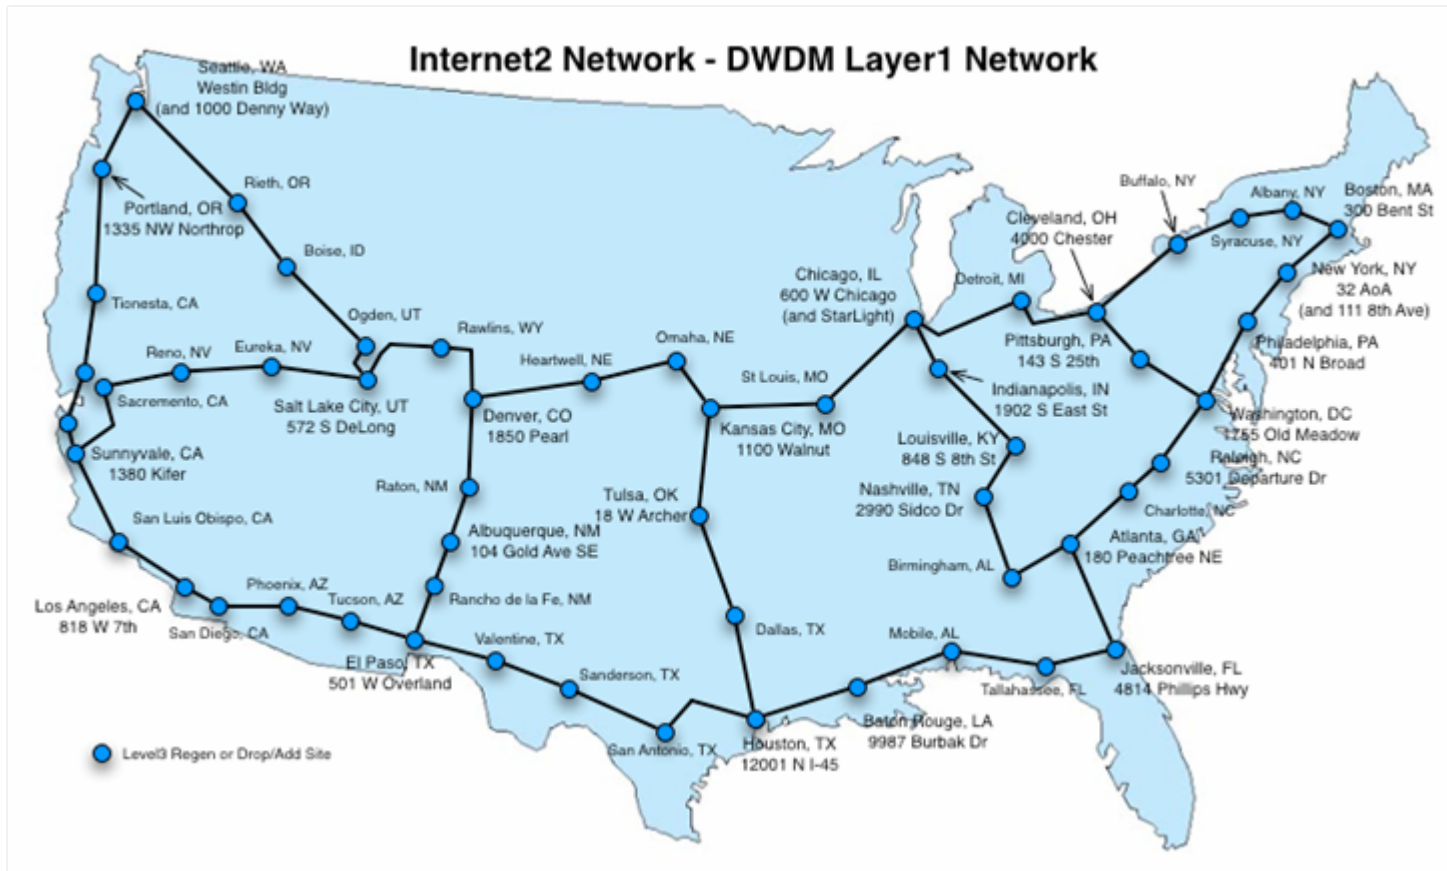 Internet2 Network - DWDM Layer1 Network
Seattle, WA
Westin Bldg
(and 1000 Denny Way)
Rieth, OR
Portland, OR
1335 NW Northrop
Boise, ID
Tionesta, CA
Ogden, UT
Rawlins, WY
Reno, NV
Eureka, NV
Sacremento, CA
Salt Lake City, UT
572 S DeLong
Heartwell, NE
Omaha, NE
Denver, CO
1850 Pearl
Sunnyvale, CA
1380 Kifer
Raton, NM
San Luis Obispo, CA
Albuquerque, NM
104 Gold Ave SE
Rancho de la Fe, NM
Phoenix, AZ
Tucson, AZ
Los Angeles, CA
818 W 7th
San Diego, CA
El Paso, TX
501 W Overland
Valentine, TX
Sanderson, TX
San Antonio, TX
Houston, TX
12001 N I-45
Dallas, TX
Tulsa, OK
18 W Archer
Kansas City, MO
1100 Walnut
St Louis, MO
Chicago, IL
600 W Chicago
(and StarLight)
Detroit, MI
Cleveland, OH
4000 Chester
Buffalo, NY
Albany, NY
Syracuse, NY
Boston, MA
300 Bent St
New York, NY
32 AoA
(and 111 8th Ave)
Philadelphia, PA
401 N Broad
Pittsburgh, PA
143 S 25th
Indianapolis, IN
1902 S East St
Washington, DC
1755 Old Meadow
Louisville, KY
848 S 8th St
Raleigh, NC
5301 Departure Dr
Nashville, TN
2990 Sidco Dr
Charlotte, NC
Atlanta, GA
180 Peachtree NE
Birmingham, AL
Mobile, AL
Tallahassee, FL
Jacksonville, FL
4814 Phillips Hwy
Baton Rouge, LA
9987 Burbak Dr
Level3 Regen or Drop/Add Site